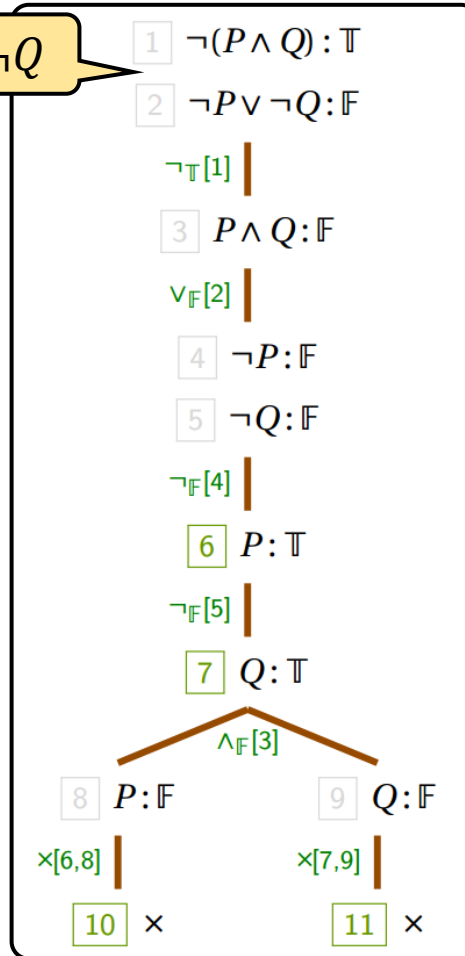 ¬Q
1 ¬(P∧Q):𝕋
2 ¬P∨¬Q:𝔽
¬𝕋[1]
3 P∧Q:𝔽
∨𝔽[2]
4 ¬P:𝔽
5 ¬Q:𝔽
¬𝔽[4]
6 P:𝕋
¬𝔽[5]
7 Q:𝕋
∧𝔽[3]
8 P:𝔽 9 Q:𝔽
×[6,8] ×[7,9]
10 × 11 ×